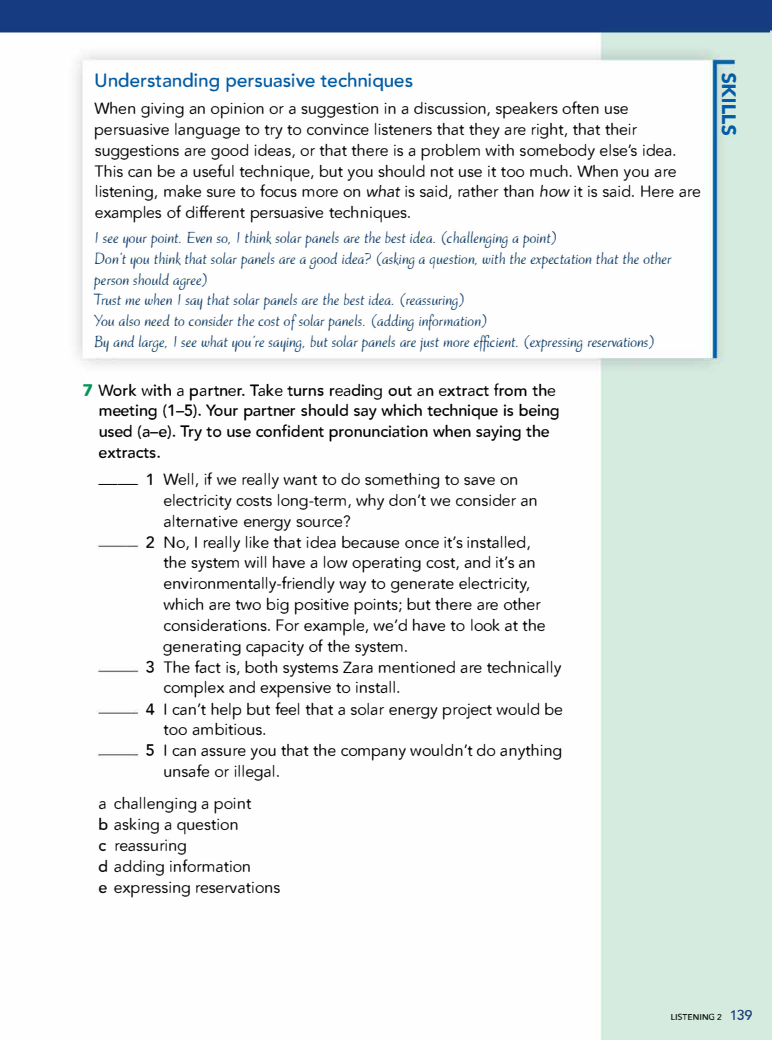 SKILLS
Understanding persuasive techniques
When giving an opinion or a suggestion in a discussion, speakers often use
persuasive language to try to convince listeners that they are right, that their
suggestions are good ideas, or that there is a problem with somebody else's idea.
This can be a useful technique, but you should not use it too much. When you are
listening, make sure to focus more on what is said, rather than how it is said. Here are
examples of different persuasive techniques.
I see your point. Even so, I think solar panels are the best idea. (challenging a point)
Don't you think that solar panels are a good idea? (asking a question, with the expectation that the other
person should agree)
Trust me when I say that solar panels are the best idea. (reassuring)
You also need to consider the cost of solar panels. (adding information)
By and large, I see what you're saying, but solar panels are just more efficient. (expressing reservations)
7 Work with a partner. Take turns reading out an extract from the
meeting (1–5). Your partner should say which technique is being
used (a–e). Try to use confident pronunciation when saying the
extracts.
_____ 1 Well, if we really want to do something to save on
electricity costs long-term, why don't we consider an
alternative energy source?
_____ 2 No, I really like that idea because once it's installed,
the system will have a low operating cost, and it's an
environmentally-friendly way to generate electricity,
which are two big positive points; but there are other
considerations. For example, we'd have to look at the
generating capacity of the system.
_____ 3 The fact is, both systems Zara mentioned are technically
complex and expensive to install.
_____ 4 I can't help but feel that a solar energy project would be
too ambitious.
_____ 5 I can assure you that the company wouldn't do anything
unsafe or illegal.
a challenging a point
b asking a question
c reassuring
d adding information
e expressing reservations
LISTENING 2 139